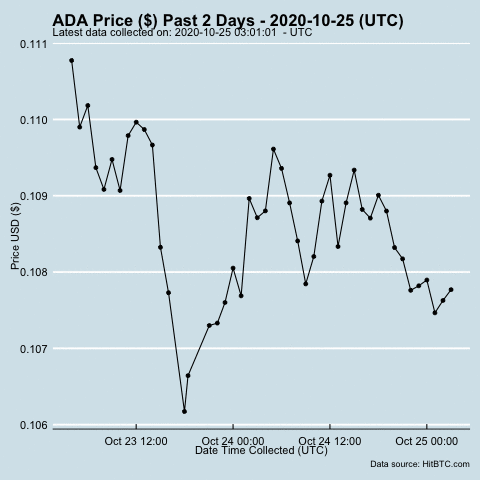 ADA Price ($) Past 2 Days - 2020-10-25 (UTC)
Latest data collected on: 2020-10-25 03:01:01  - UTC
0.111
0.110
0.109
0.108
0.107
0.106
Price USD ($)
Oct 23 12:00
Oct 24 00:00
Oct 24 12:00
Oct 25 00:00
Date Time Collected (UTC)
Data source: HitBTC.com